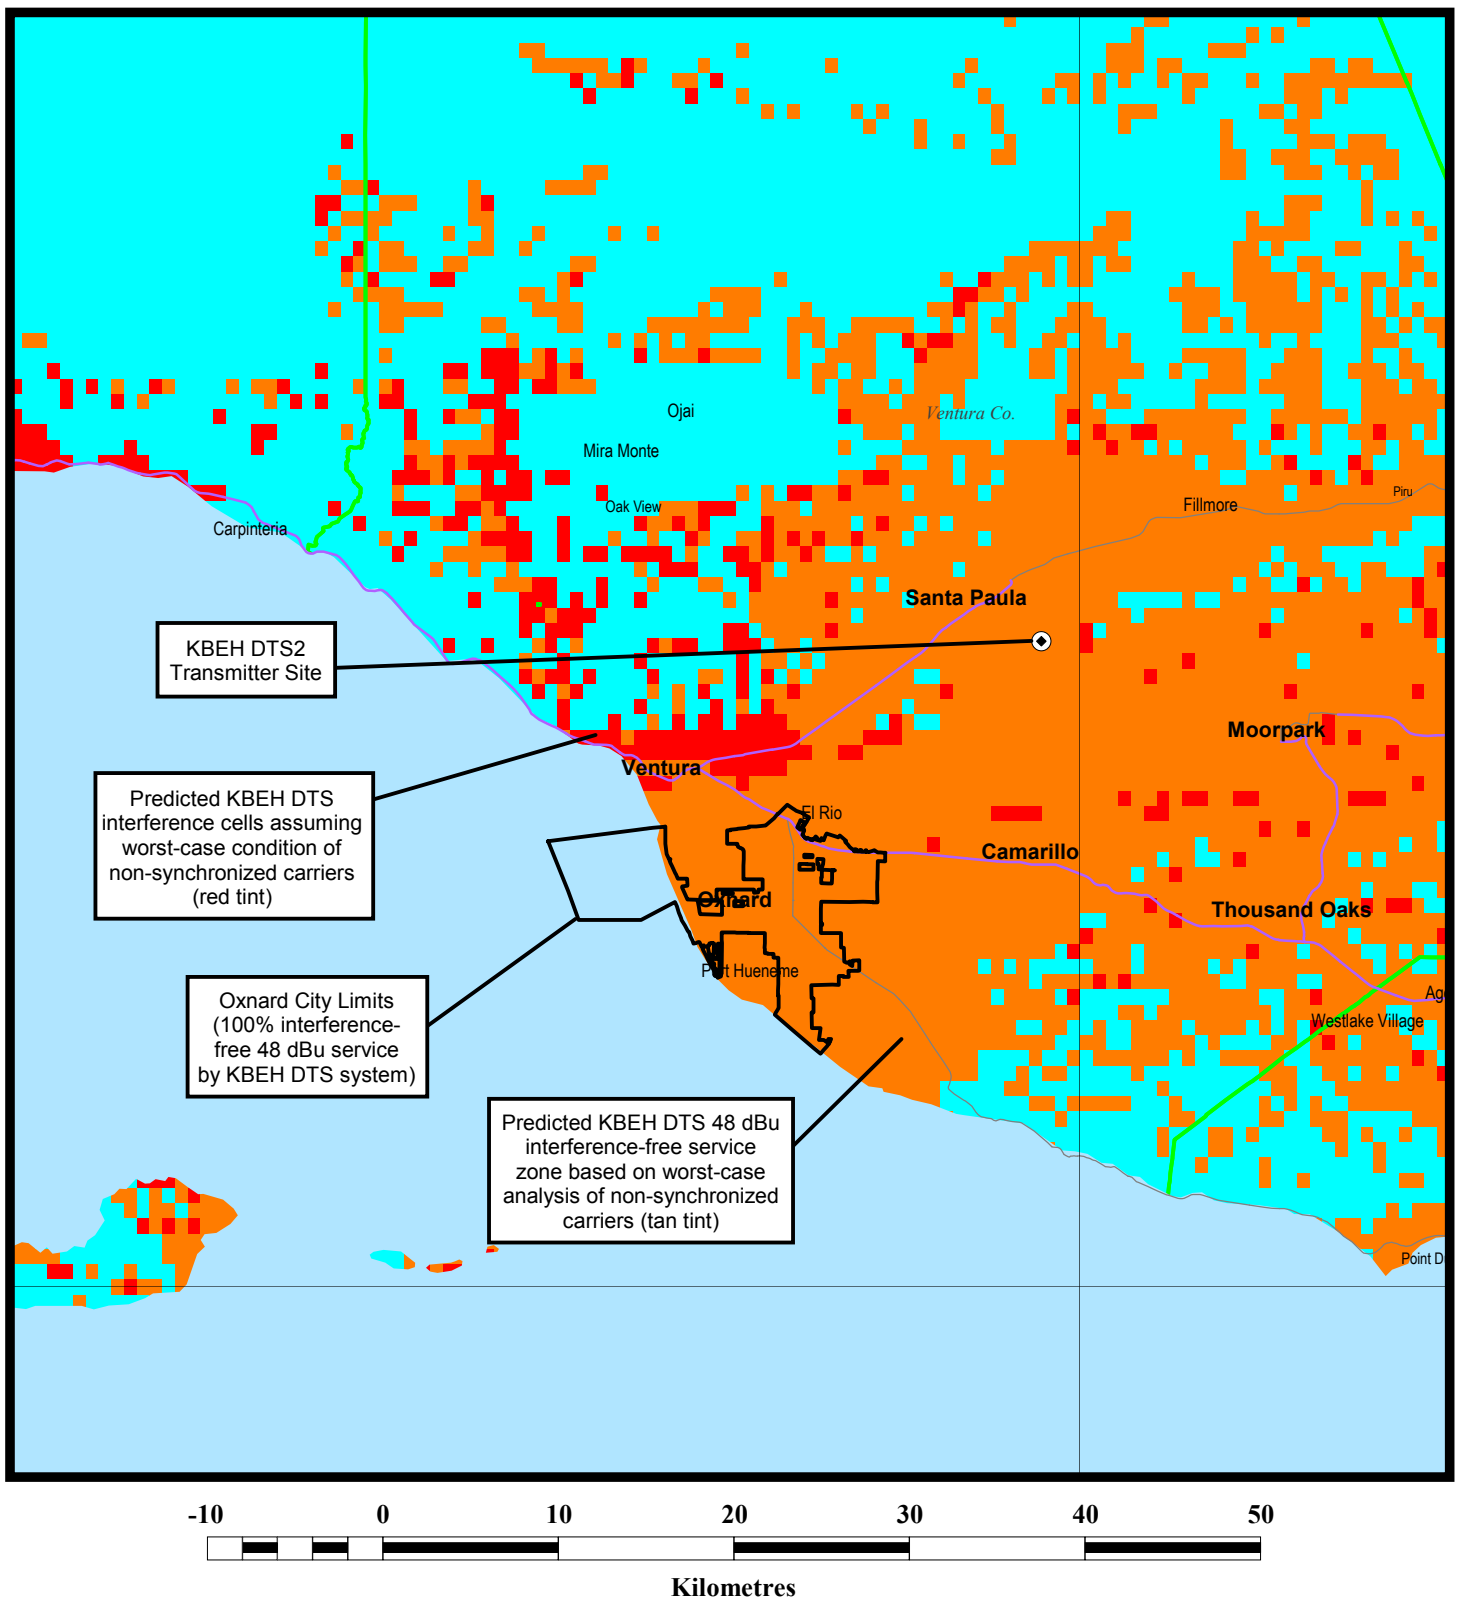 Ojai
Ventura Co.
Mira Monte
Oak View
Piru
Fillmore
Carpinteria
Santa Paula
KBEH DTS2
Transmitter Site
Moorpark
Ventura
Predicted KBEH DTS
interference cells assuming
worst-case condition of
non-synchronized carriers
(red tint)
El Rio
Camarillo
Oxnard
Thousand Oaks
Port Hueneme
Ago
Westlake Village
Oxnard City Limits
(100% interference-
free 48 dBu service
by KBEH DTS system)
Predicted KBEH DTS 48 dBu
interference-free service
zone based on worst-case
analysis of non-synchronized
carriers (tan tint)
Point D
-10 0 10 20 30 40 50
Kilometres